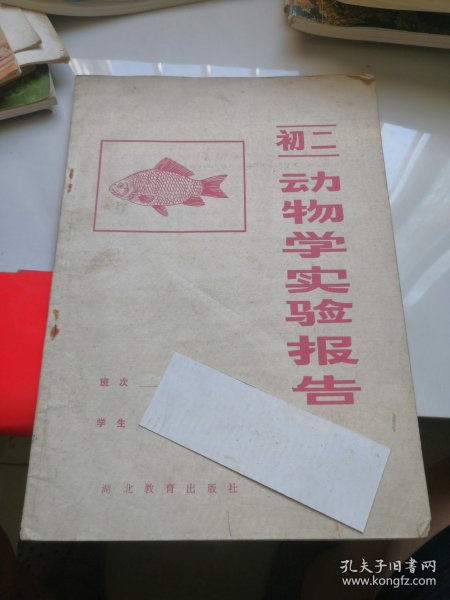 初二
动物学实验报告
班次
学生
湖北教育出版社
孔夫子旧书网
www.kongfz.com